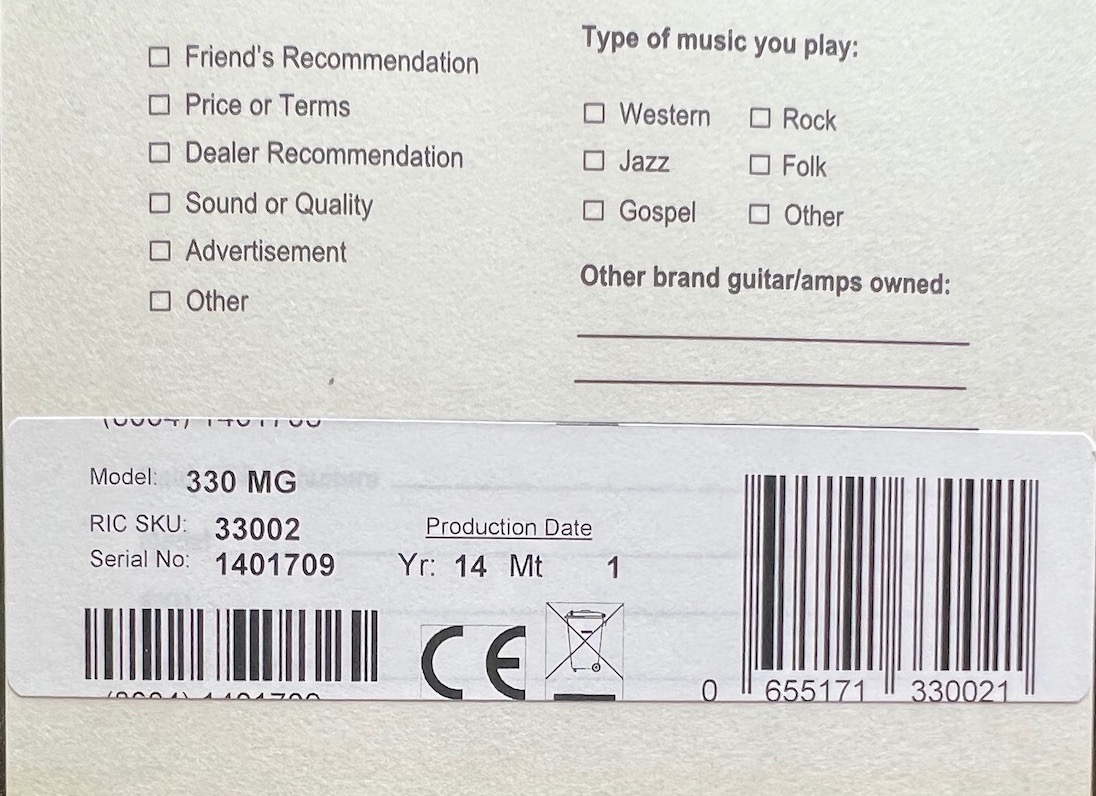 ☐ Friend's Recommendation
☐ Price or Terms
☐ Dealer Recommendation
☐ Sound or Quality
☐ Advertisement
☐ Other
Type of music you play:
☐ Western ☐ Rock
☐ Jazz ☐ Folk
☐ Gospel ☐ Other
Other brand guitar/amps owned:
Model: 330 MG
RIC SKU: 33002
Serial No: 1401709
Production Date
Yr: 14 Mt 1
CE
0 655171 330021